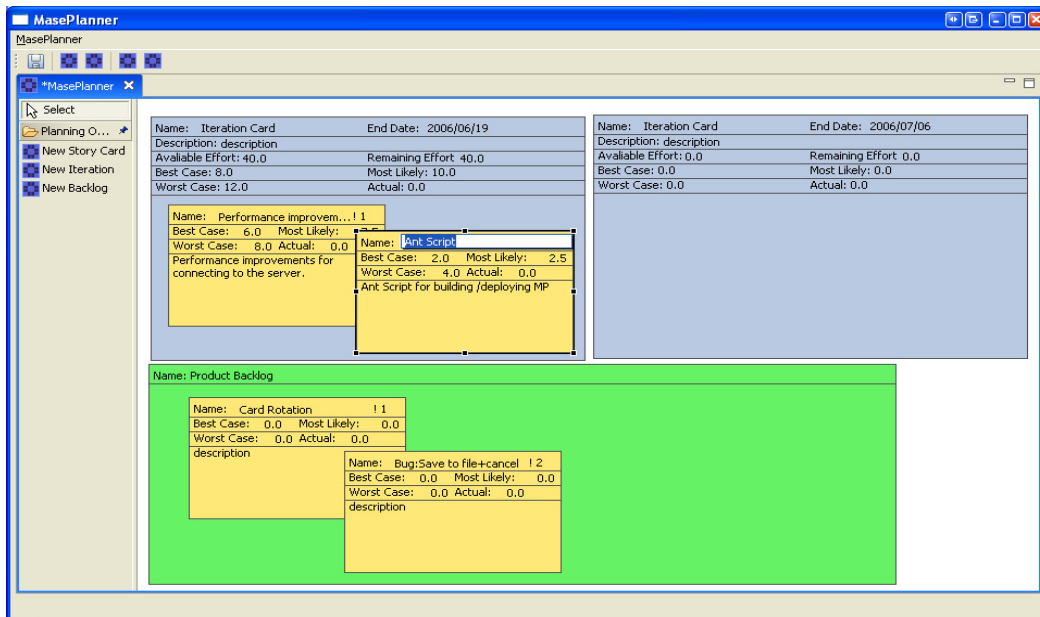 MasePlanner
MasePlanner
*MasePlanner
Select
Planning O...
New Story Card
New Iteration
New Backlog
Name: Iteration Card End Date: 2006/06/19
Description: description
Avaliable Effort: 40.0 Remaining Effort 40.0
Best Case: 8.0 Most Likely: 10.0
Worst Case: 12.0 Actual: 0.0
Name: Performance improvem... ! 1
Best Case: 6.0 Most Likely:
Worst Case: 8.0 Actual: 0.0
Performance improvements for
connecting to the server.
Name: Ant Script
Best Case: 2.0 Most Likely: 2.5
Worst Case: 4.0 Actual: 0.0
Ant Script for building /deploying MP
Name: Iteration Card End Date: 2006/07/06
Description: description
Avaliable Effort: 0.0 Remaining Effort 0.0
Best Case: 0.0 Most Likely: 0.0
Worst Case: 0.0 Actual: 0.0
Name: Product Backlog
Name: Card Rotation ! 1
Best Case: 0.0 Most Likely: 0.0
Worst Case: 0.0 Actual: 0.0
description
Name: Bug:Save to file+cancel ! 2
Best Case: 0.0 Most Likely: 0.0
Worst Case: 0.0 Actual: 0.0
description